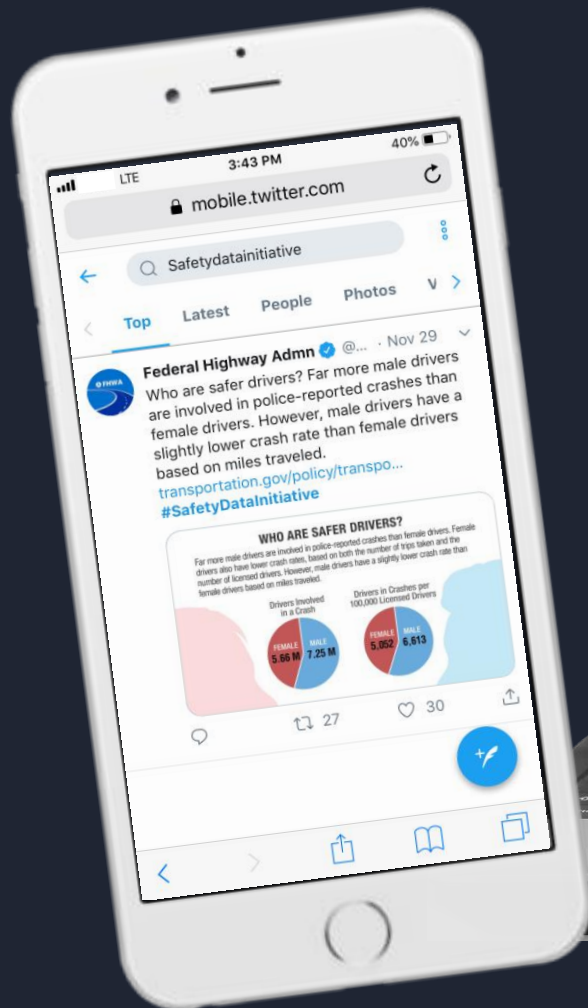 LTE 3:43 PM 40%
mobile.twitter.com
Safetydatainitiative
Top Latest People Photos V
FHWA
Federal Highway Admn @... · Nov 29
Who are safer drivers? Far more male drivers
are involved in police-reported crashes than
female drivers. However, male drivers have a
slightly lower crash rate than female drivers
based on miles traveled.
transportation.gov/policy/transpo...
#SafetyDataInitiative
WHO ARE SAFER DRIVERS?
Far more male drivers are involved in police-reported crashes than female drivers. Female
drivers also have lower crash rates, based on both the number of trips taken and the
number of licensed drivers. However, male drivers have a slightly lower crash rate than
female drivers based on miles traveled.
Drivers Involved
in a Crash
FEMALE
5.66 M
MALE
7.25 M
Drivers in Crashes per
100,000 Licensed Drivers
FEMALE
5,052
MALE
6,613
27 30